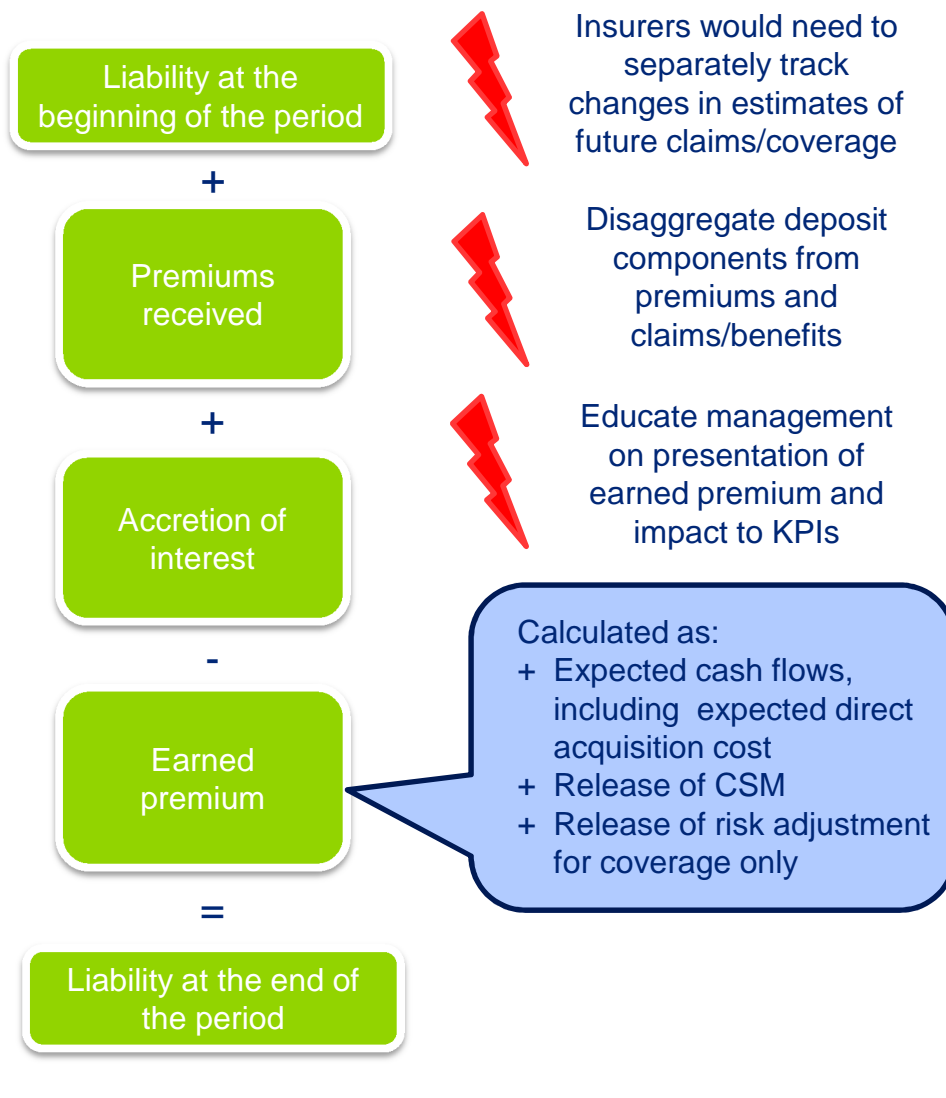 Liability at the
beginning of the period
+
Premiums
received
+
Accretion of
interest
-
Earned
premium
=
Liability at the end of
the period
Insurers would need to
separately track
changes in estimates of
future claims/coverage
Disaggregate deposit
components from
premiums and
claims/benefits
Educate management
on presentation of
earned premium and
impact to KPIs
Calculated as:
+ Expected cash flows,
including expected direct
acquisition cost
+ Release of CSM
+ Release of risk adjustment
for coverage only